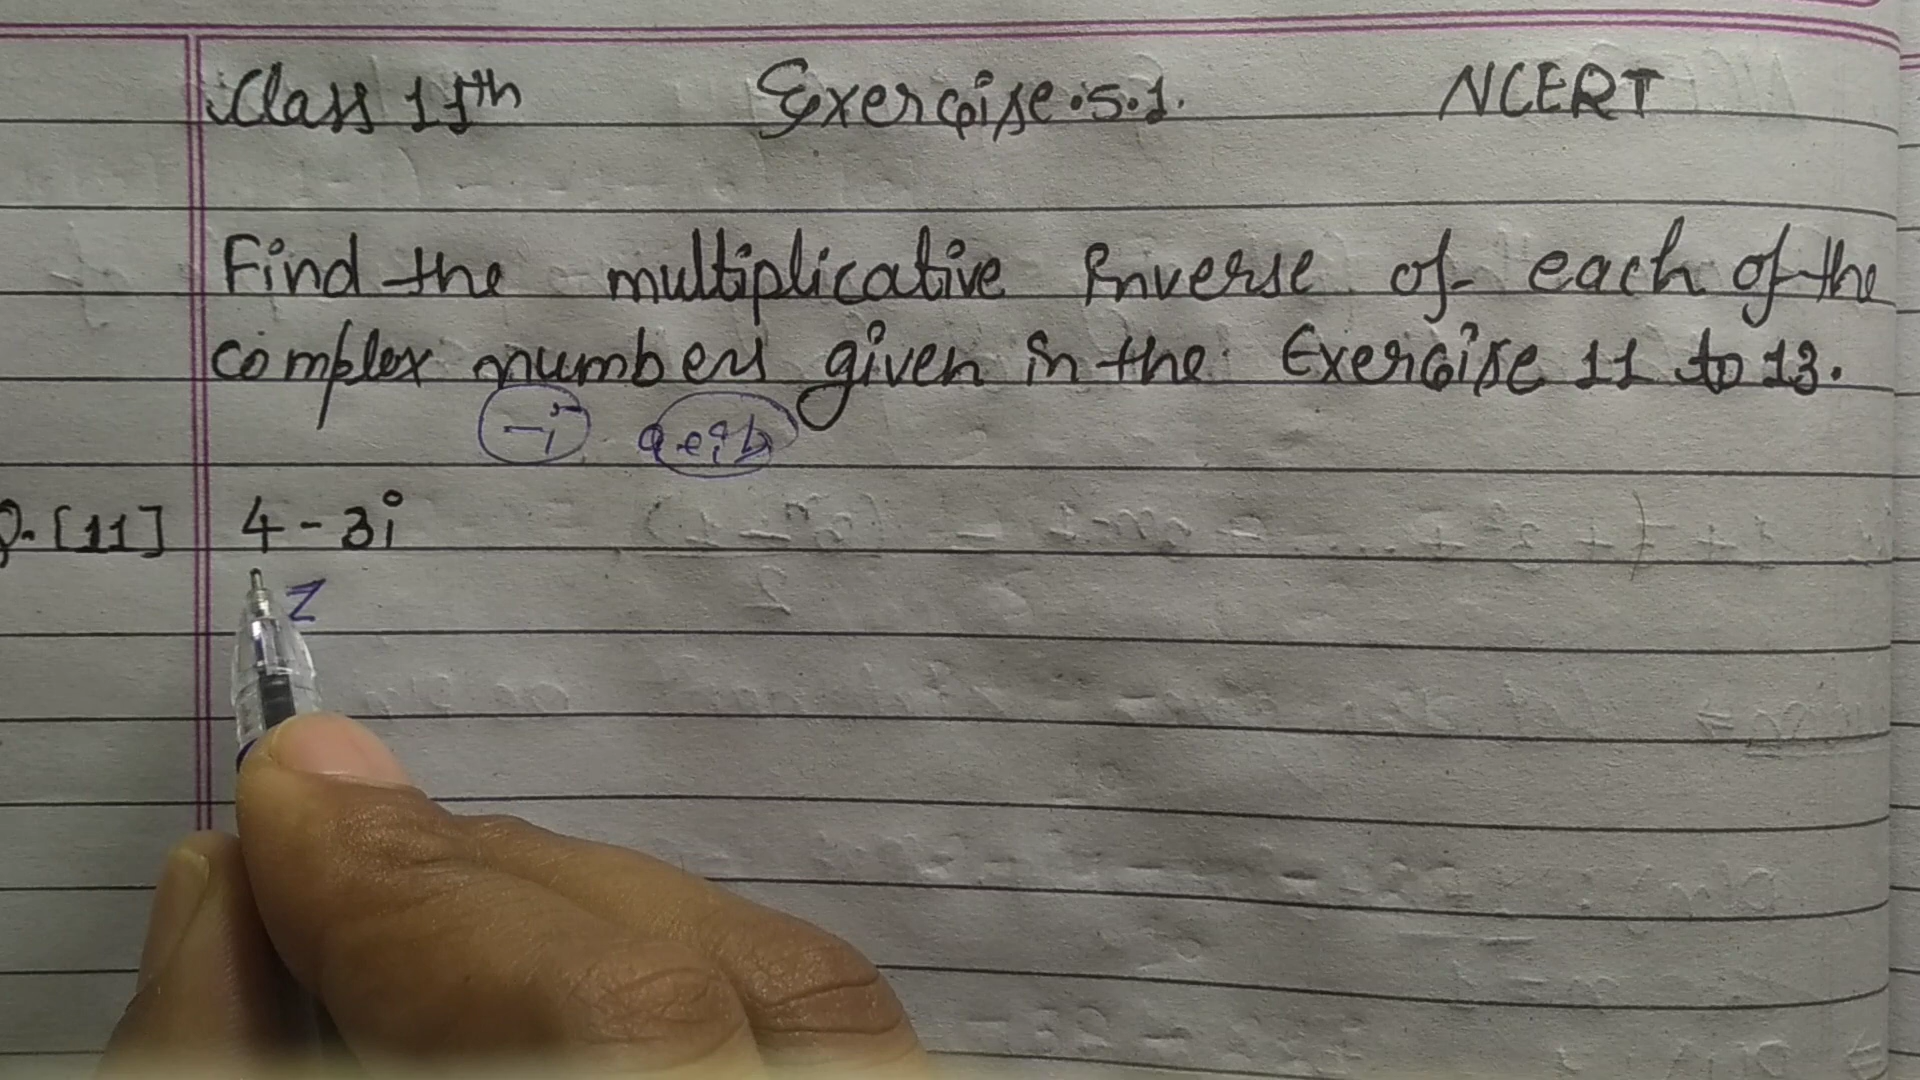 Class 11th Exercise.5.1. NCERT
Find the multiplicative inverse of each of the
complex numbers given in the Exercise 11 to 13.
-i
Q.[11] 4-3i
Z